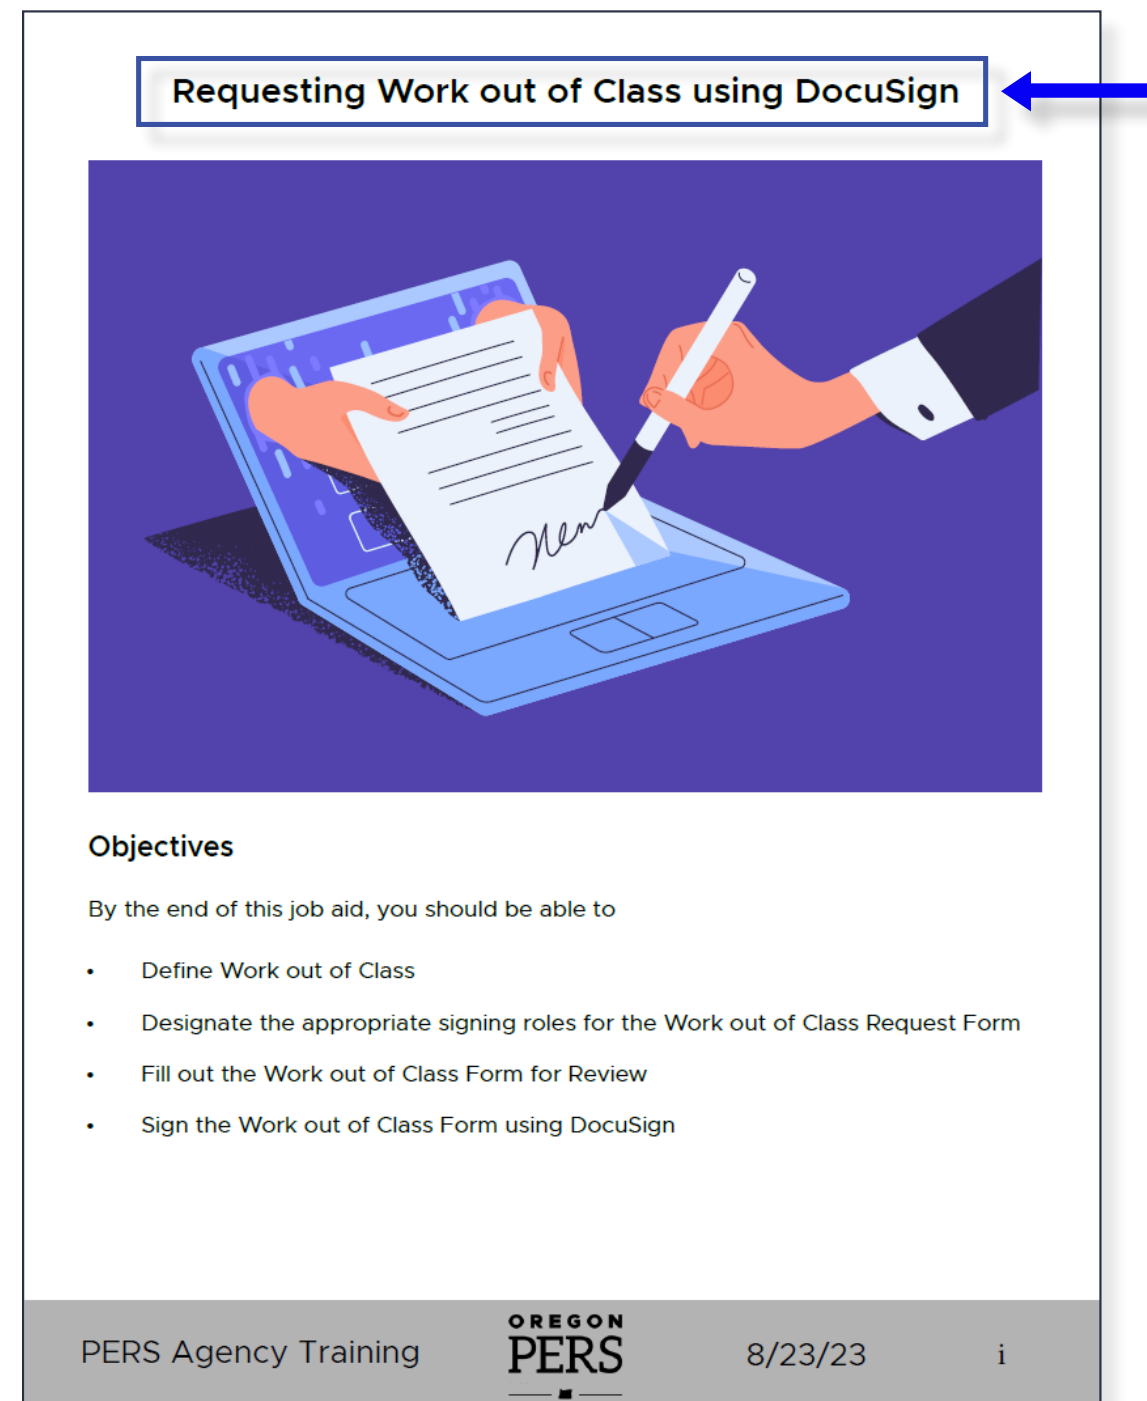 Requesting Work out of Class using DocuSign
Objectives
By the end of this job aid, you should be able to
• Define Work out of Class
• Designate the appropriate signing roles for the Work out of Class Request Form
• Fill out the Work out of Class Form for Review
• Sign the Work out of Class Form using DocuSign
PERS Agency Training
OREGON
PERS
8/23/23
i